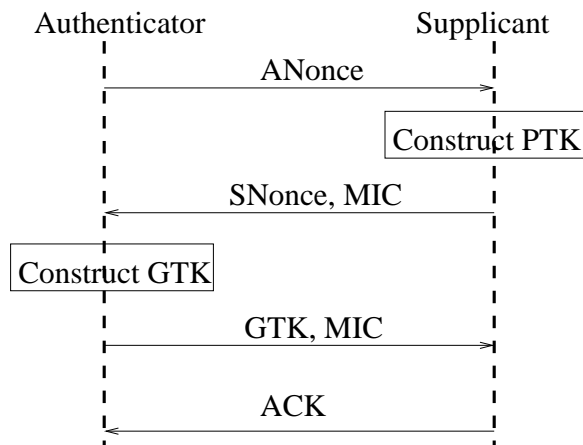 Authenticator Supplicant
ANonce
Construct PTK
SNonce, MIC
Construct GTK
GTK, MIC
ACK